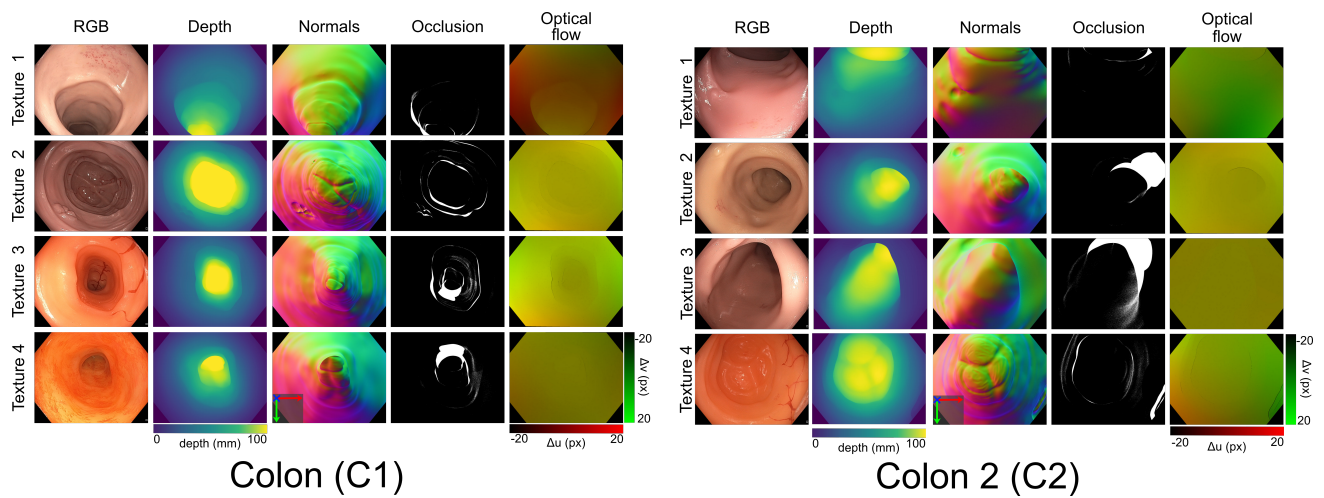 RGB Depth Normals Occlusion Optical flow
Texture 1
Texture 2
Texture 3
Texture 4
-20
Δv (px)
20
0 depth (mm) 100
-20 Δu (px) 20
Colon (C1)
RGB Depth Normals Occlusion Optical flow
Texture 1
Texture 2
Texture 3
Texture 4
-20
Δv (px)
20
0 depth (mm) 100
-20 Δu (px) 20
Colon 2 (C2)